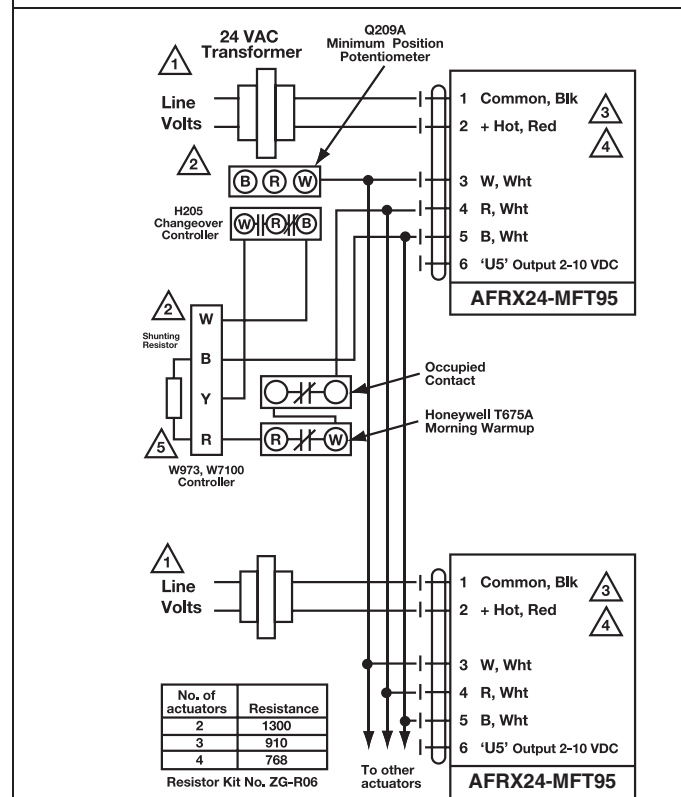 24 VAC
Transformer
Q209A
Minimum Position
Potentiometer
1
Line
Volts
1 Common, Blk
2 + Hot, Red
3
4
3 W, Wht
4 R, Wht
5 B, Wht
6 'U5' Output 2-10 VDC
AFRX24-MFT95
2
B R W
H205
Changeover
Controller
W R B
2
Shunting
Resistor
W
B
Y
R
5
W973, W7100
Controller
Occupied
Contact
R W
Honeywell T675A
Morning Warmup
1
Line
Volts
1 Common, Blk
2 + Hot, Red
3
4
3 W, Wht
4 R, Wht
5 B, Wht
6 'U5' Output 2-10 VDC
AFRX24-MFT95
No. of
actuators Resistance
2 1300
3 910
4 768
Resistor Kit No. ZG-R06
To other
actuators